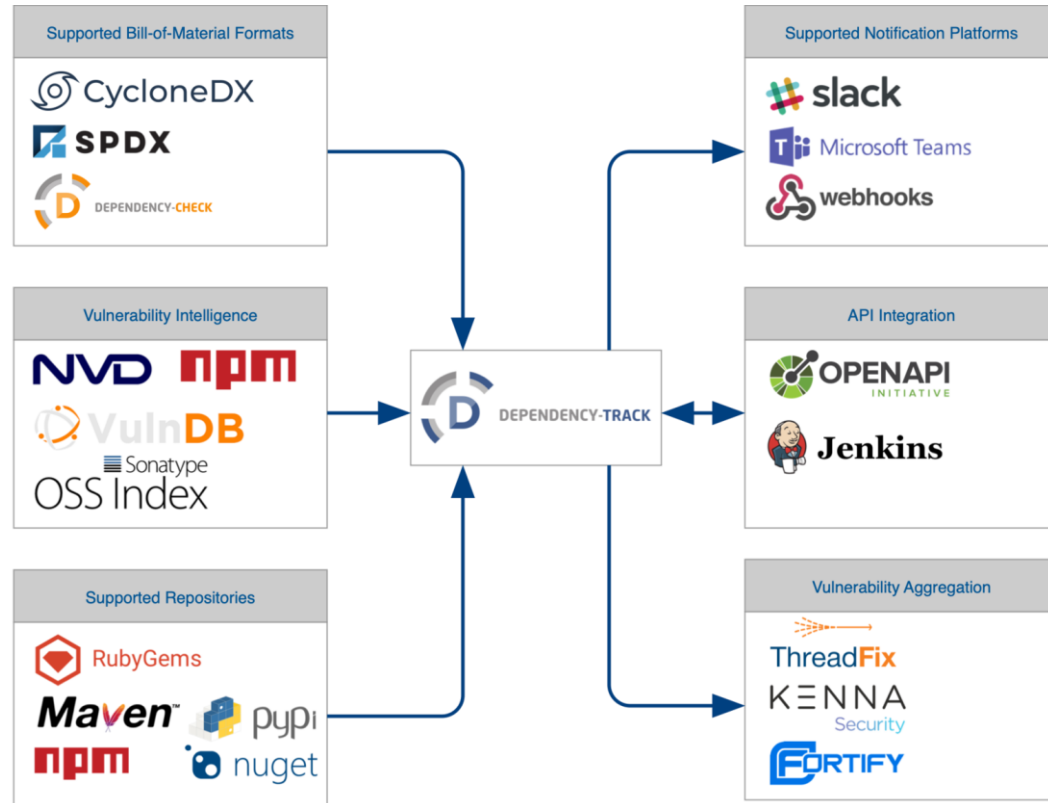 Supported Bill-of-Material Formats
CycloneDX
SPDX
DEPENDENCY-CHECK
Vulnerability Intelligence
NVD npm
VulnDB
Sonatype
OSS Index
Supported Repositories
RubyGems
Maven™ pypi
npm nuget
D DEPENDENCY-TRACK
Supported Notification Platforms
slack
Microsoft Teams
webhooks
API Integration
OPENAPI
INITIATIVE
Jenkins
Vulnerability Aggregation
ThreadFix
KENNA
Security
FORTIFY